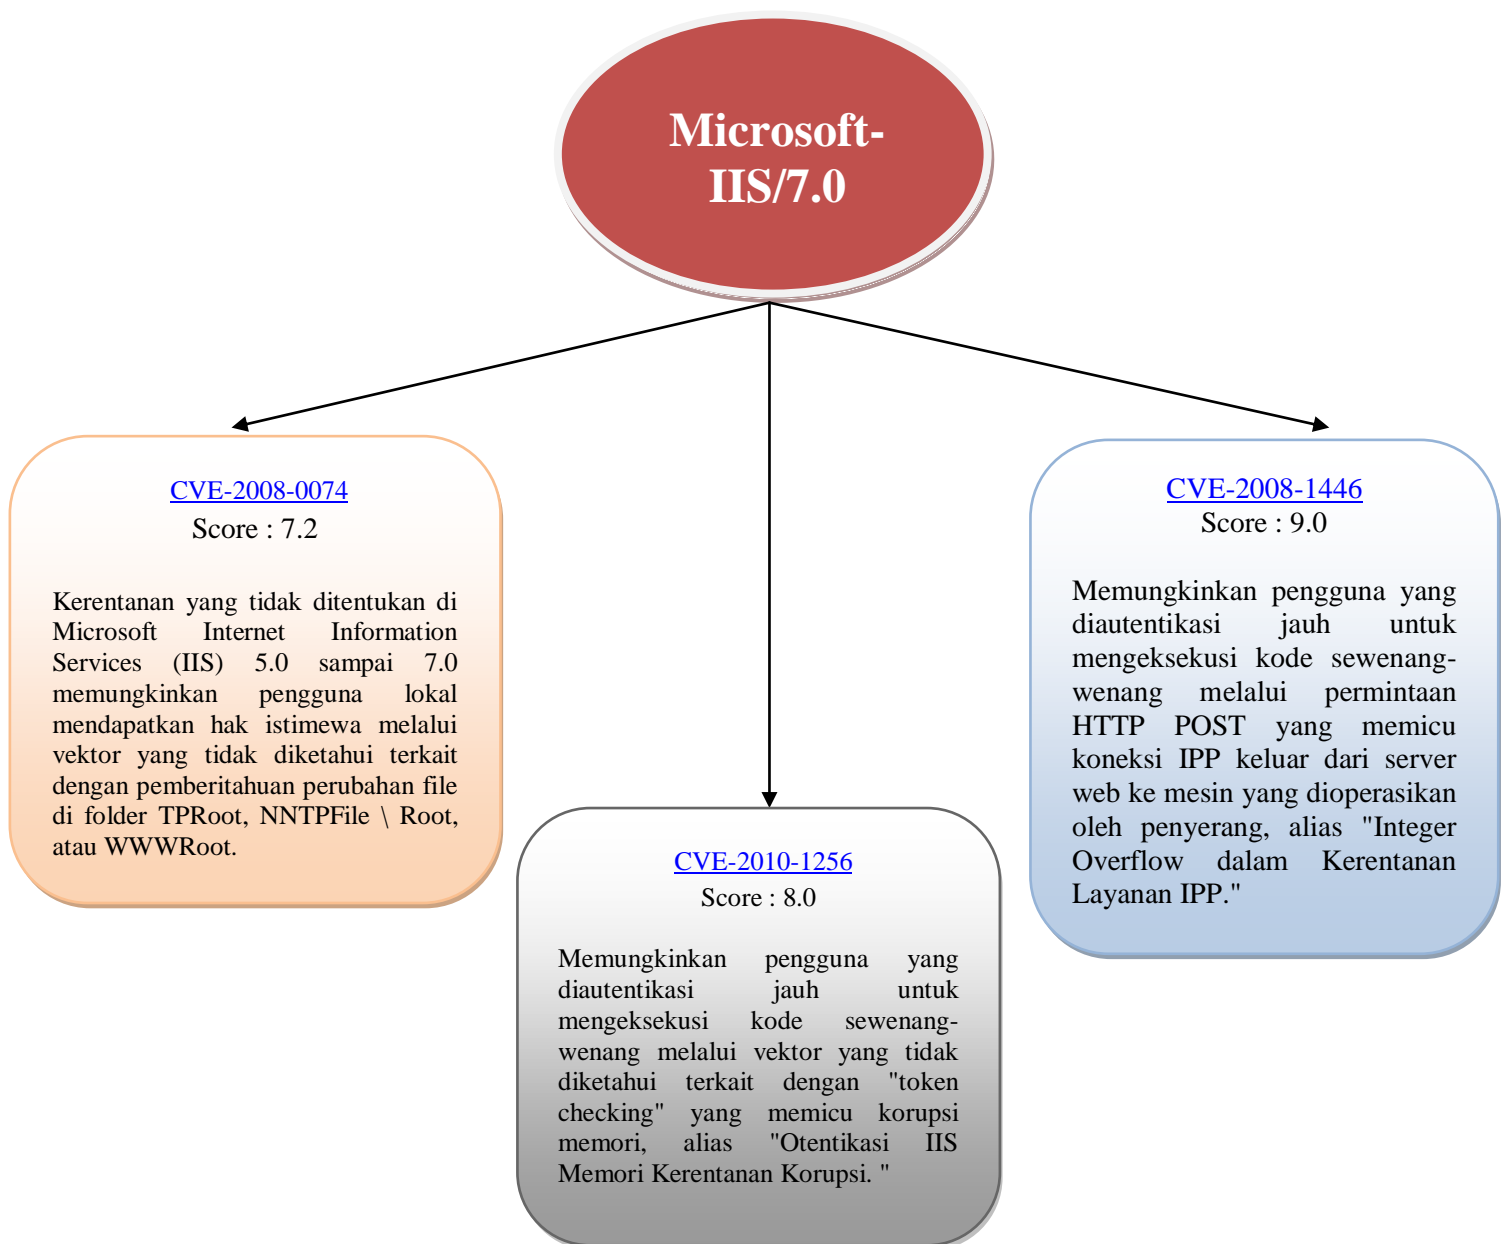 Microsoft-
IIS/7.0
CVE-2008-0074
Score : 7.2
Kerentanan yang tidak ditentukan di
Microsoft Internet Information
Services (IIS) 5.0 sampai 7.0
memungkinkan pengguna lokal
mendapatkan hak istimewa melalui
vektor yang tidak diketahui terkait
dengan pemberitahuan perubahan file
di folder TPRoot, NNTPFile \ Root,
atau WWWRoot.
CVE-2010-1256
Score : 8.0
Memungkinkan pengguna yang
diautentikasi jauh untuk
mengeksekusi kode sewenang-
wenang melalui vektor yang tidak
diketahui terkait dengan "token
checking" yang memicu korupsi
memori, alias "Otentikasi IIS
Memori Kerentanan Korupsi. "
CVE-2008-1446
Score : 9.0
Memungkinkan pengguna yang
diautentikasi jauh untuk
mengeksekusi kode sewenang-
wenang melalui permintaan
HTTP POST yang memicu
koneksi IPP keluar dari server
web ke mesin yang dioperasikan
oleh penyerang, alias "Integer
Overflow dalam Kerentanan
Layanan IPP."